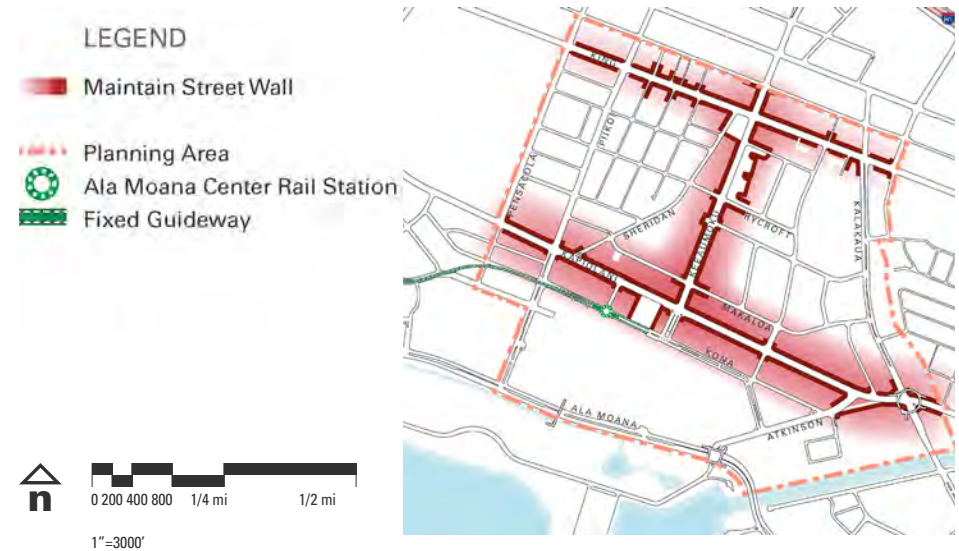 LEGEND
Maintain Street Wall
Planning Area
Ala Moana Center Rail Station
Fixed Guideway
n
0 200 400 800 1/4 mi 1/2 mi
1"=3000'
KING
PIIKOI
PENSACOLA
SHERIDAN
KEEAUMOKU
RYCROFT
KALAKAUA
KAPIOLANI
MAKALOA
KONA
ALA MOANA
ATKINSON